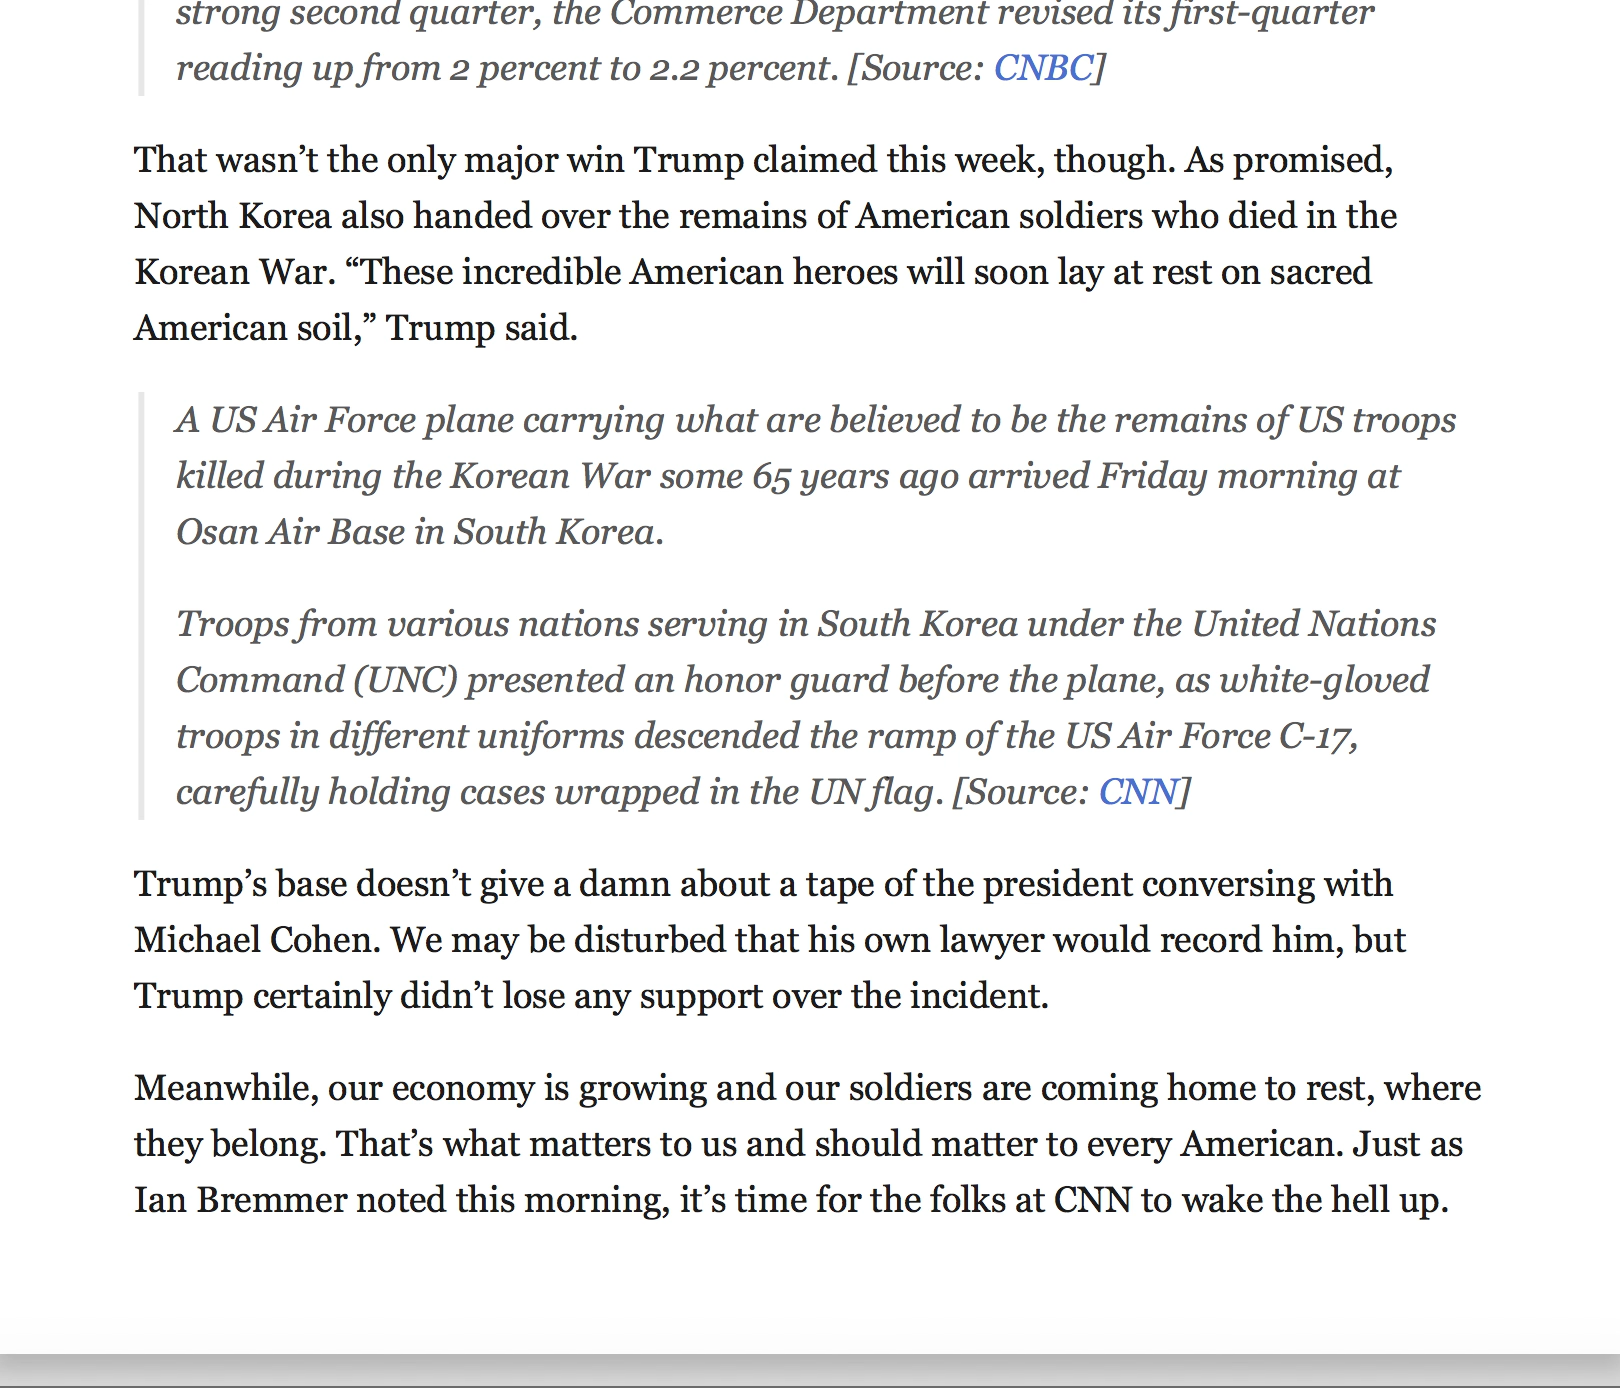 strong second quarter, the Commerce Department revised its first-quarter
reading up from 2 percent to 2.2 percent. [Source: CNBC]
That wasn’t the only major win Trump claimed this week, though. As promised,
North Korea also handed over the remains of American soldiers who died in the
Korean War. “These incredible American heroes will soon lay at rest on sacred
American soil,” Trump said.
A US Air Force plane carrying what are believed to be the remains of US troops
killed during the Korean War some 65 years ago arrived Friday morning at
Osan Air Base in South Korea.
Troops from various nations serving in South Korea under the United Nations
Command (UNC) presented an honor guard before the plane, as white-gloved
troops in different uniforms descended the ramp of the US Air Force C-17,
carefully holding cases wrapped in the UN flag. [Source: CNN]
Trump’s base doesn’t give a damn about a tape of the president conversing with
Michael Cohen. We may be disturbed that his own lawyer would record him, but
Trump certainly didn’t lose any support over the incident.
Meanwhile, our economy is growing and our soldiers are coming home to rest, where
they belong. That’s what matters to us and should matter to every American. Just as
Ian Bremmer noted this morning, it’s time for the folks at CNN to wake the hell up.